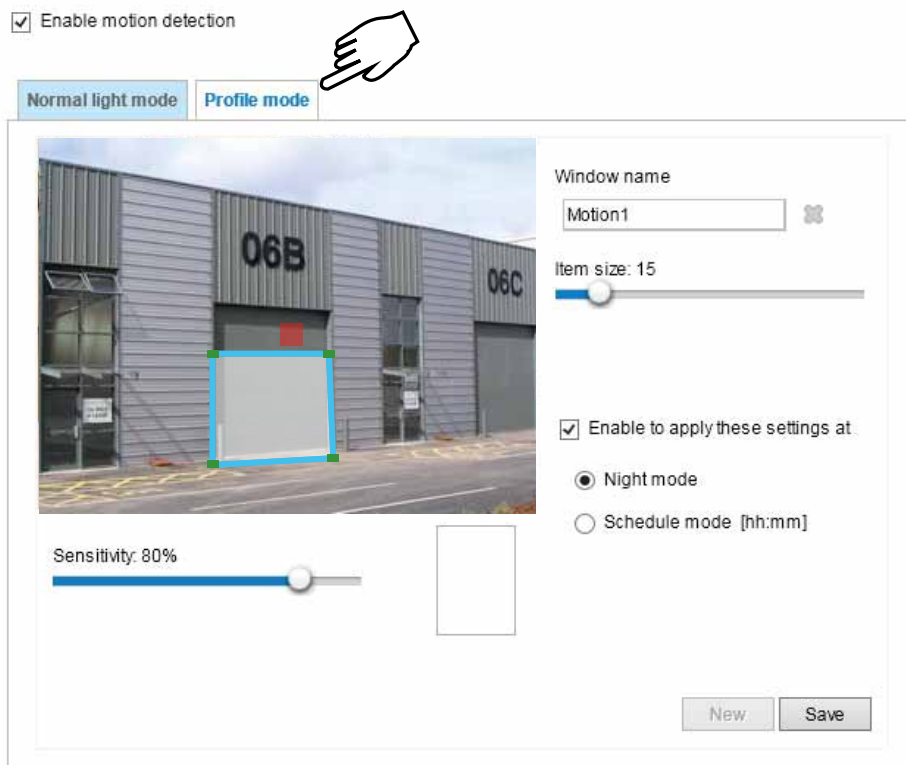 Enable motion detection
Normal light mode
Profile mode
06B
06C
Window name
Motion1
Item size: 15
Enable to apply these settings at
Night mode
Schedule mode [hh:mm]
Sensitivity: 80%
New
Save